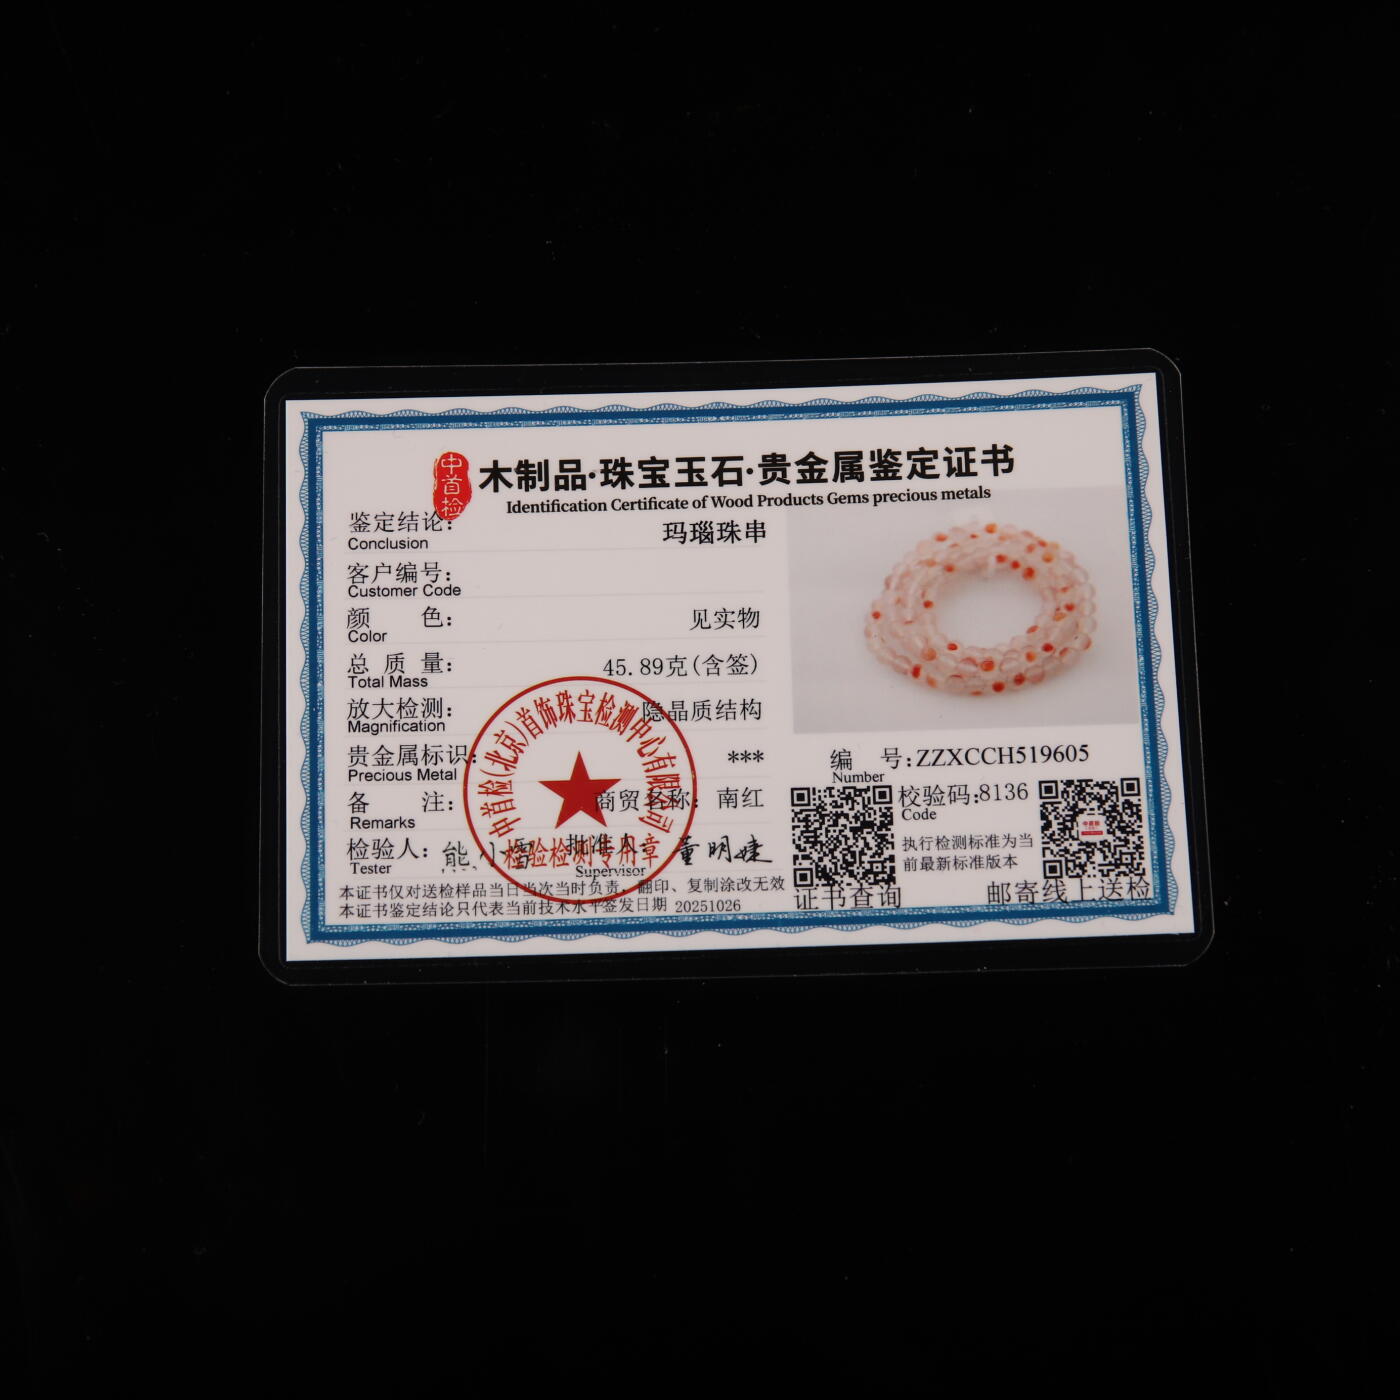 中首检
木制品·珠宝玉石·贵金属鉴定证书
Identification Certificate of Wood Products Gems precious metals
鉴定结论: 玛瑙珠串
Conclusion
客户编号:
Customer Code
颜 色: 见实物
Color
总 质 量: 45.89克(含签)
Total Mass
放大检测: 隐晶质结构
Magnification
贵金属标识: ***
Precious Metal
备 注: 商贸名称: 南红
Remarks
检验人: 批准人: 董明婕
Tester Supervisor
本证书仅对送检样品当日当次当时负责, 翻印、复制涂改无效
本证书鉴定结论只代表当前技术水平签发日期 20251026
中首检(北京)首饰珠宝检测中心有限公司
检验检测专用章
编 号:ZZXCCH519605
Number
校验码:8136
Code
执行检测标准为当
前最新标准版本
证书查询 邮寄线上送检